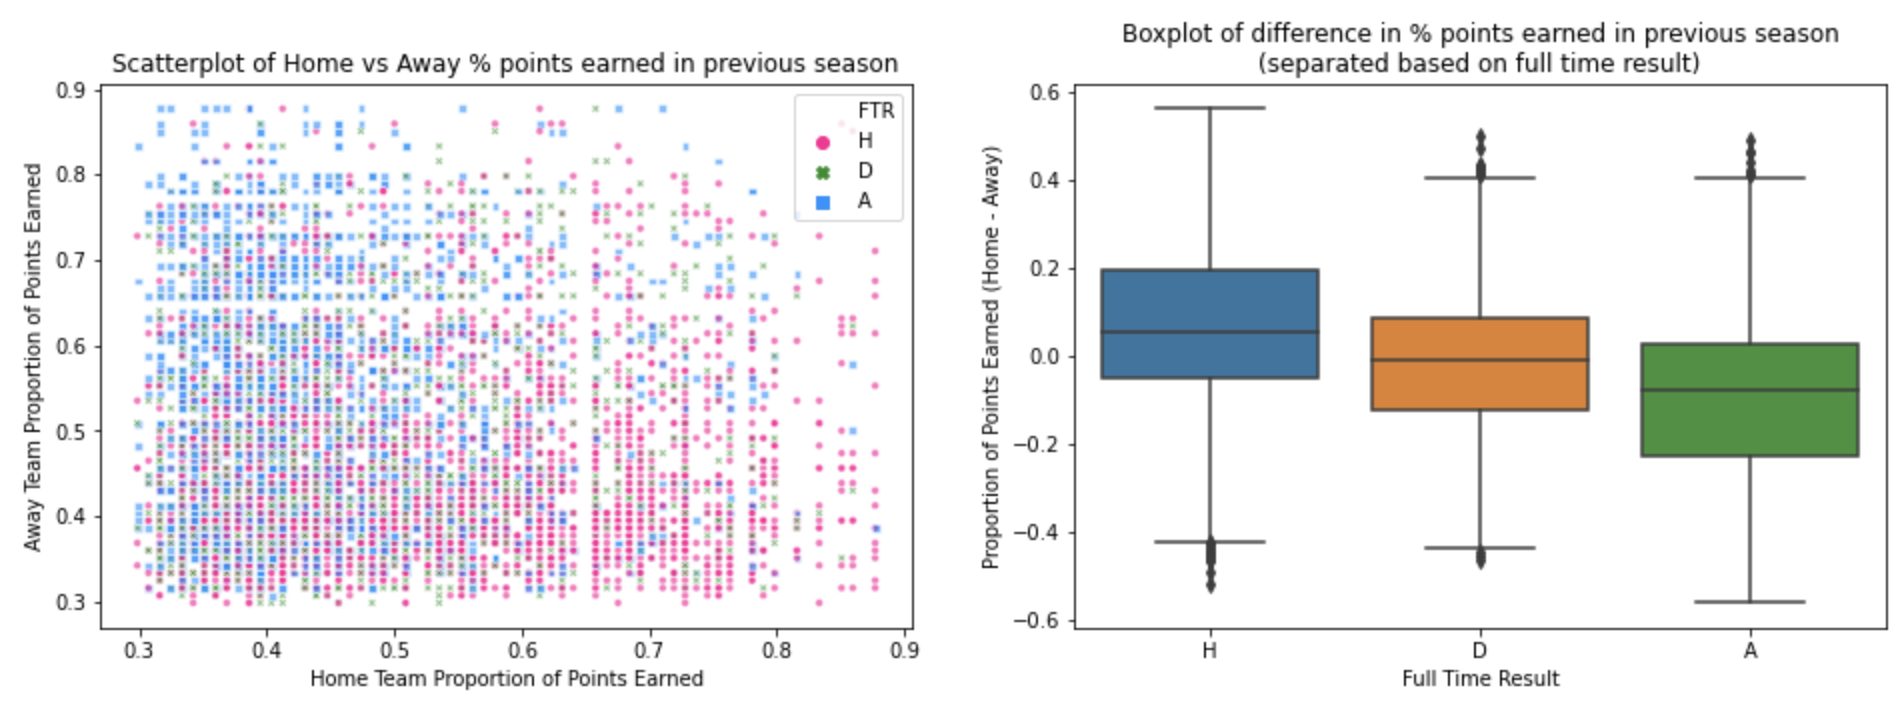 Scatterplot of Home vs Away % points earned in previous season
0.9
0.8
0.7
0.6
0.5
0.4
0.3
Away Team Proportion of Points Earned
FTR
H
D
A
0.3 0.4 0.5 0.6 0.7 0.8 0.9
Home Team Proportion of Points Earned
Boxplot of difference in % points earned in previous season
(separated based on full time result)
0.6
0.4
0.2
0.0
−0.2
−0.4
−0.6
Proportion of Points Earned (Home - Away)
H D A
Full Time Result